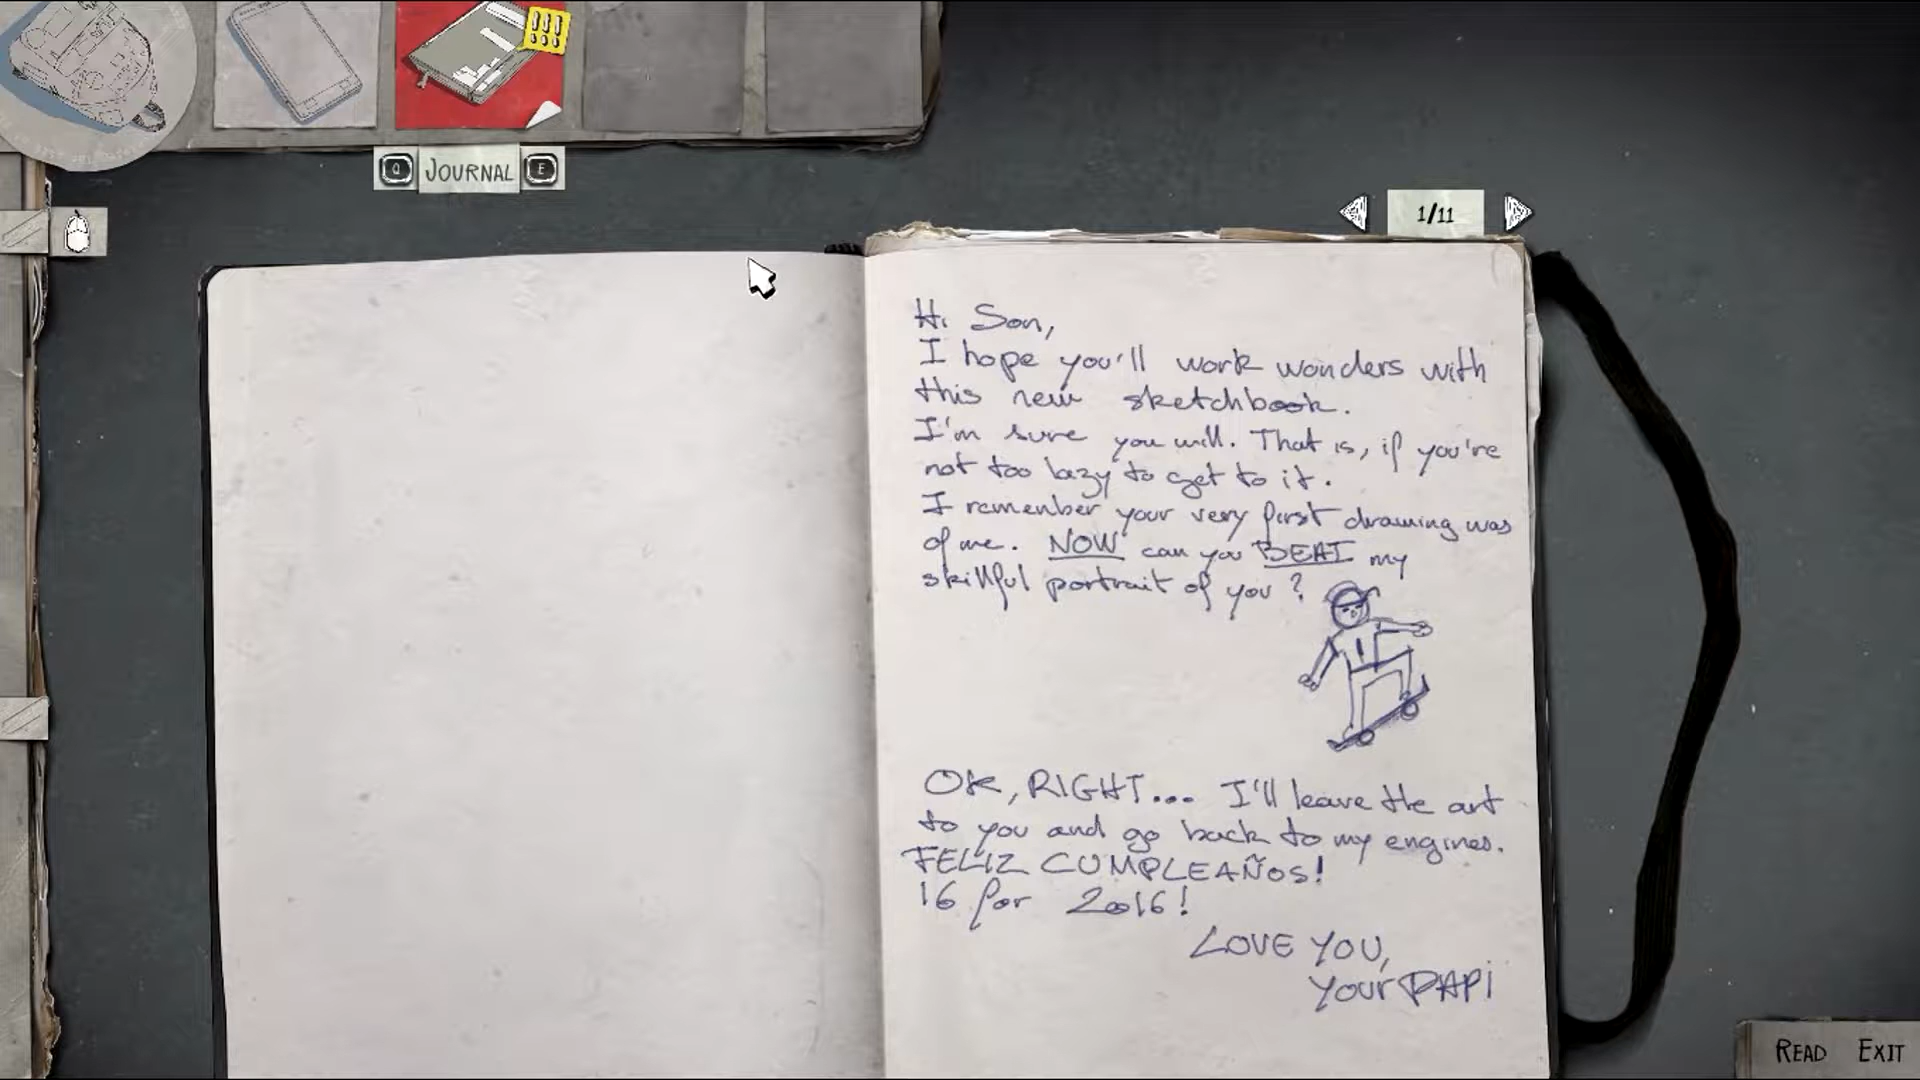 Q JOURNAL E
1/11
Hi Son,
I hope you'll work wonders with
this new sketchbook.
I'm sure you will. That is, if you're
not too lazy to get to it.
I remenber your very first drawing was
of me. NOW can you BEAT my
skillful portrait of you?
OK, RIGHT... I'll leave the art
to you and go back to my engines.
FELIZ CUMPLEAÑOS!
16 for 2016!
LOVE YOU,
your PAPI
READ EXIT